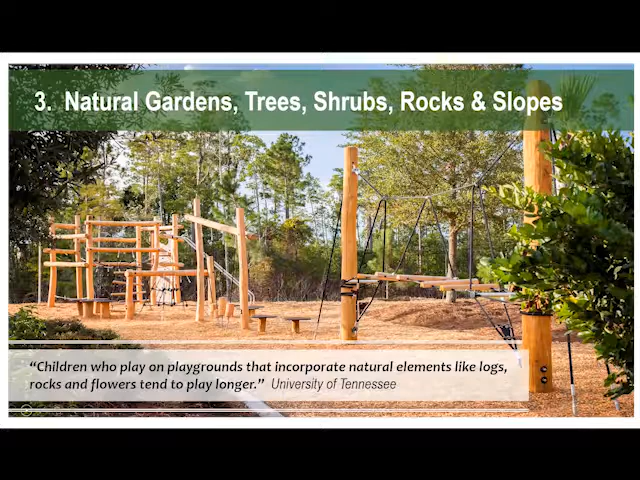 3. Natural Gardens, Trees, Shrubs, Rocks & Slopes
“Children who play on playgrounds that incorporate natural elements like logs,
rocks and flowers tend to play longer.” University of Tennessee